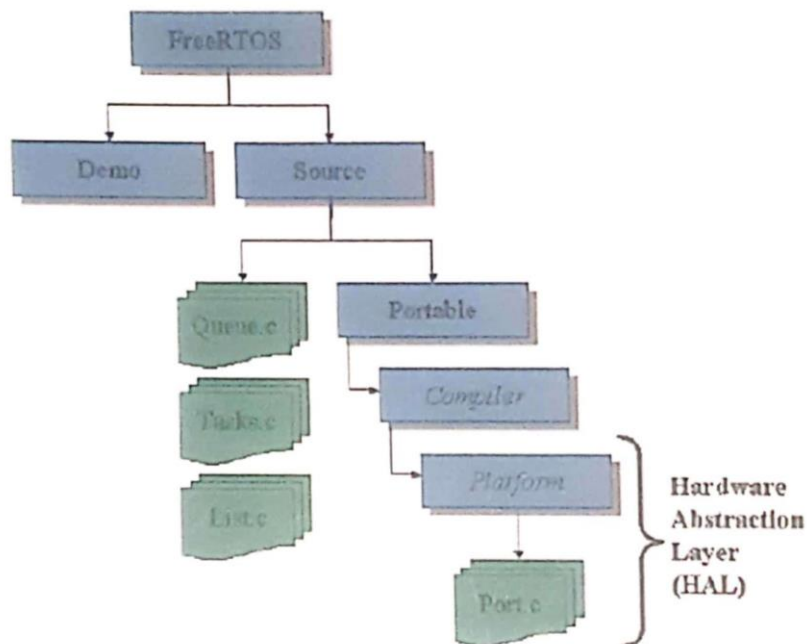 FreeRTOS
Demo
Source
Queue.c
Portable
Tasks.c
Compiler
Platform
List.c
Port.c
Hardware
Abstraction
Layer
(HAL)